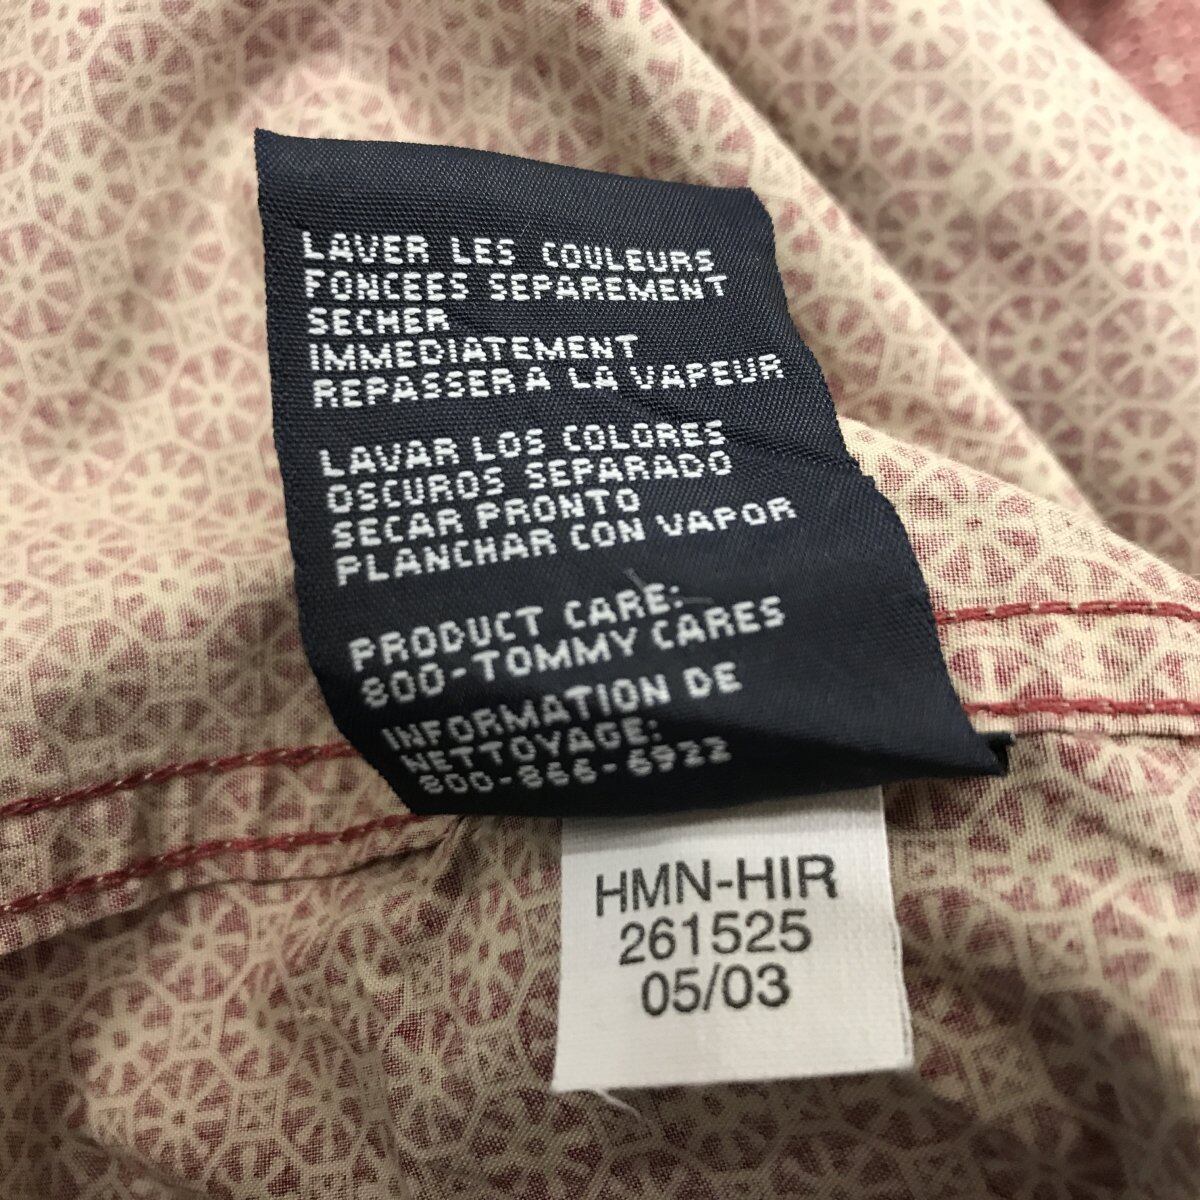 LAVER LES COULEURS
FONCEES SEPAREMENT
SECHER
IMMEDIATEMENT
REPASSER A LA VAPEUR
LAVAR LOS COLORES
OSCUROS SEPARADO
SECAR PRONTO
PLANCHAR CON VAPOR
PRODUCT CARE:
800-TOMMY CARES
INFORMATION DE
NETTOYAGE:
800-866-6922
HMN-HIR
261525
05/03